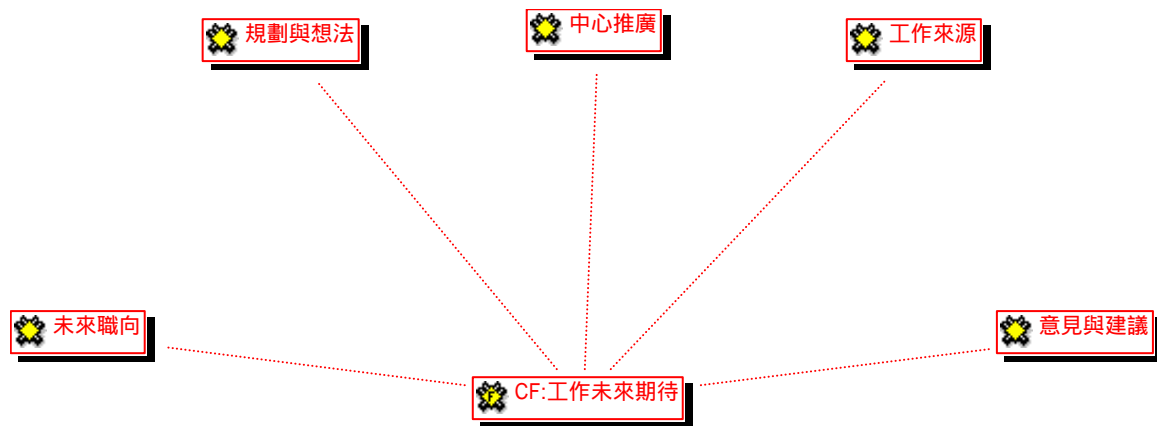 規劃與想法
中心推廣
工作來源
未來職向
意見與建議
CF:工作未來期待